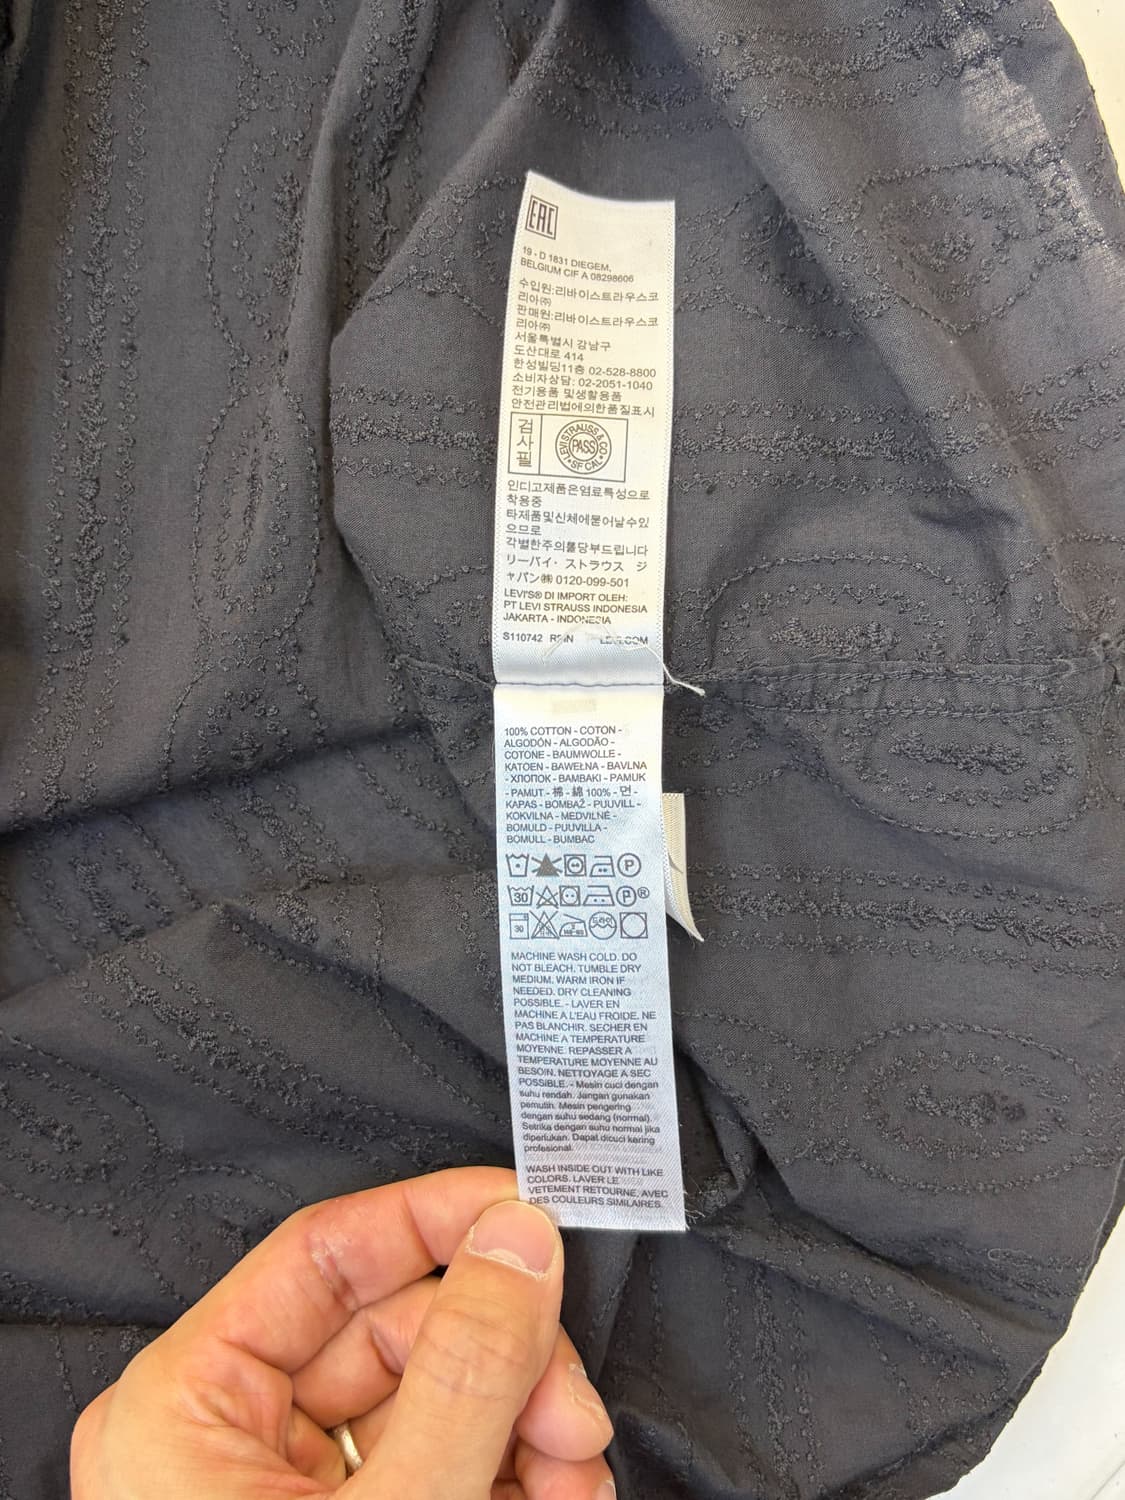 EAC
19 - D 1831 DIEGEM,
BELGIUM CIF A 08298606
수입원:리바이스트라우스코
리아㈜
판매원:리바이스트라우스코
리아㈜
서울특별시 강남구
도산대로 414
한성빌딩11층 02-528-8800
소비자상담: 02-2051-1040
전기용품 및생활용품
안전관리법에의한품질표시
검
사
필
LEVI STRAUSS & CO
PASS
SF CAL
인디고제품은염료특성으로
착용중
타제품및신체에묻어날수있
으므로
각별한주의를당부드립니다
リーバイ・ストラウス ジ
ャパン㈱ 0120-099-501
LEVI'S® DI IMPORT OLEH:
PT LEVI STRAUSS INDONESIA
JAKARTA - INDONESIA
S110742 LEVI.COM
100% COTTON - COTON -
ALGODÓN - ALGODÃO -
COTONE - BAUMWOLLE -
KATOEN - BAWEŁNA - BAVLNA
- ХЛОПОК - BAMBAKI - PAMUK
- PAMUT - 棉 - 綿 100% - 면 -
KAPAS - BOMBAŽ - PUUVILL -
KOKVILNA - MEDVILNĖ -
BOMULD - PUUVILLA -
BOMULL - BUMBAC
P
30 P®
30 드라이
MACHINE WASH COLD. DO
NOT BLEACH. TUMBLE DRY
MEDIUM. WARM IRON IF
NEEDED. DRY CLEANING
POSSIBLE. - LAVER EN
MACHINE A L'EAU FROIDE. NE
PAS BLANCHIR. SECHER EN
MACHINE A TEMPERATURE
MOYENNE. REPASSER A
TEMPERATURE MOYENNE AU
BESOIN. NETTOYAGE A SEC
POSSIBLE. - Mesin cuci dengan
suhu rendah. Jangan gunakan
pemutih. Mesin pengering
dengan suhu sedang (normal).
Setrika dengan suhu normal jika
diperlukan. Dapat dicuci kering
profesional.
WASH INSIDE OUT WITH LIKE
COLORS. LAVER LE
VETEMENT RETOURNE, AVEC
DES COULEURS SIMILAIRES.